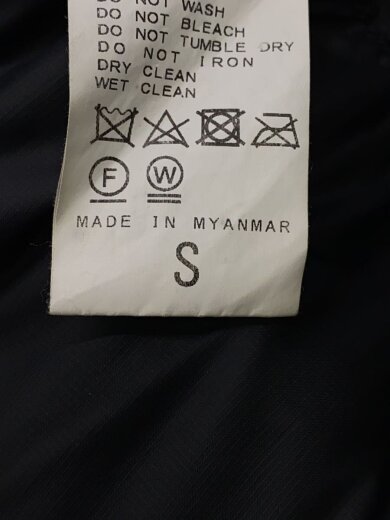 DO NOT WASH
DO NOT BLEACH
DO NOT TUMBLE DRY
DO NOT IRON
DRY CLEAN
WET CLEAN
F W
MADE IN MYANMAR
S